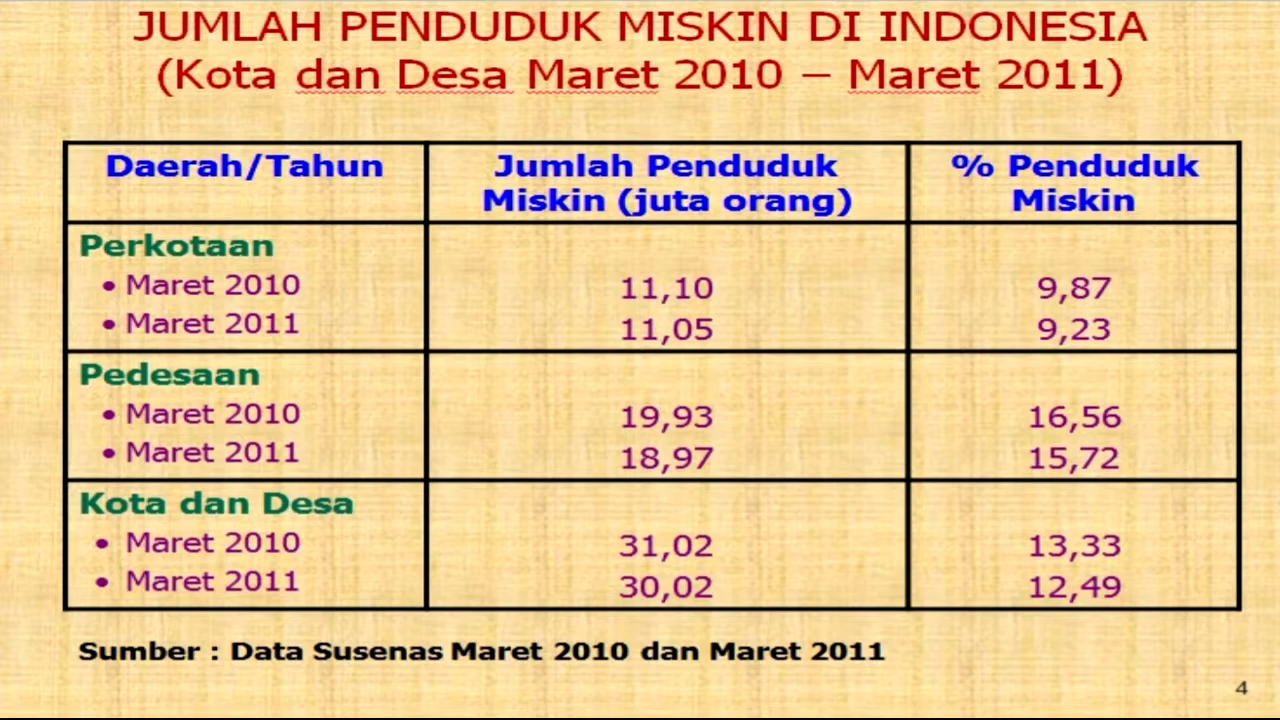 JUMLAH PENDUDUK MISKIN DI INDONESIA
(Kota dan Desa Maret 2010 – Maret 2011)
Daerah/Tahun
Jumlah Penduduk
Miskin (juta orang)
% Penduduk
Miskin
Perkotaan
• Maret 2010 11,10 9,87
• Maret 2011 11,05 9,23
Pedesaan
• Maret 2010 19,93 16,56
• Maret 2011 18,97 15,72
Kota dan Desa
• Maret 2010 31,02 13,33
• Maret 2011 30,02 12,49
Sumber : Data Susenas Maret 2010 dan Maret 2011
4